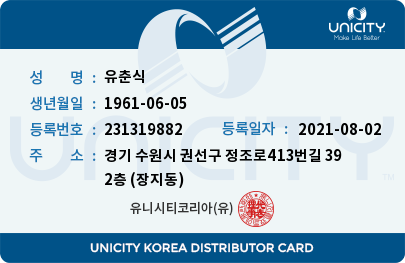 UNICITY
Make Life Better
성 명 : 유춘식
생년월일 : 1961-06-05
등록번호 : 231319882 등록일자 : 2021-08-02
주 소 : 경기 수원시 권선구 정조로413번길 39
2층 (장지동)
UNICITY
TM
유니시티코리아(유)
UNICITY KOREA DISTRIBUTOR CARD